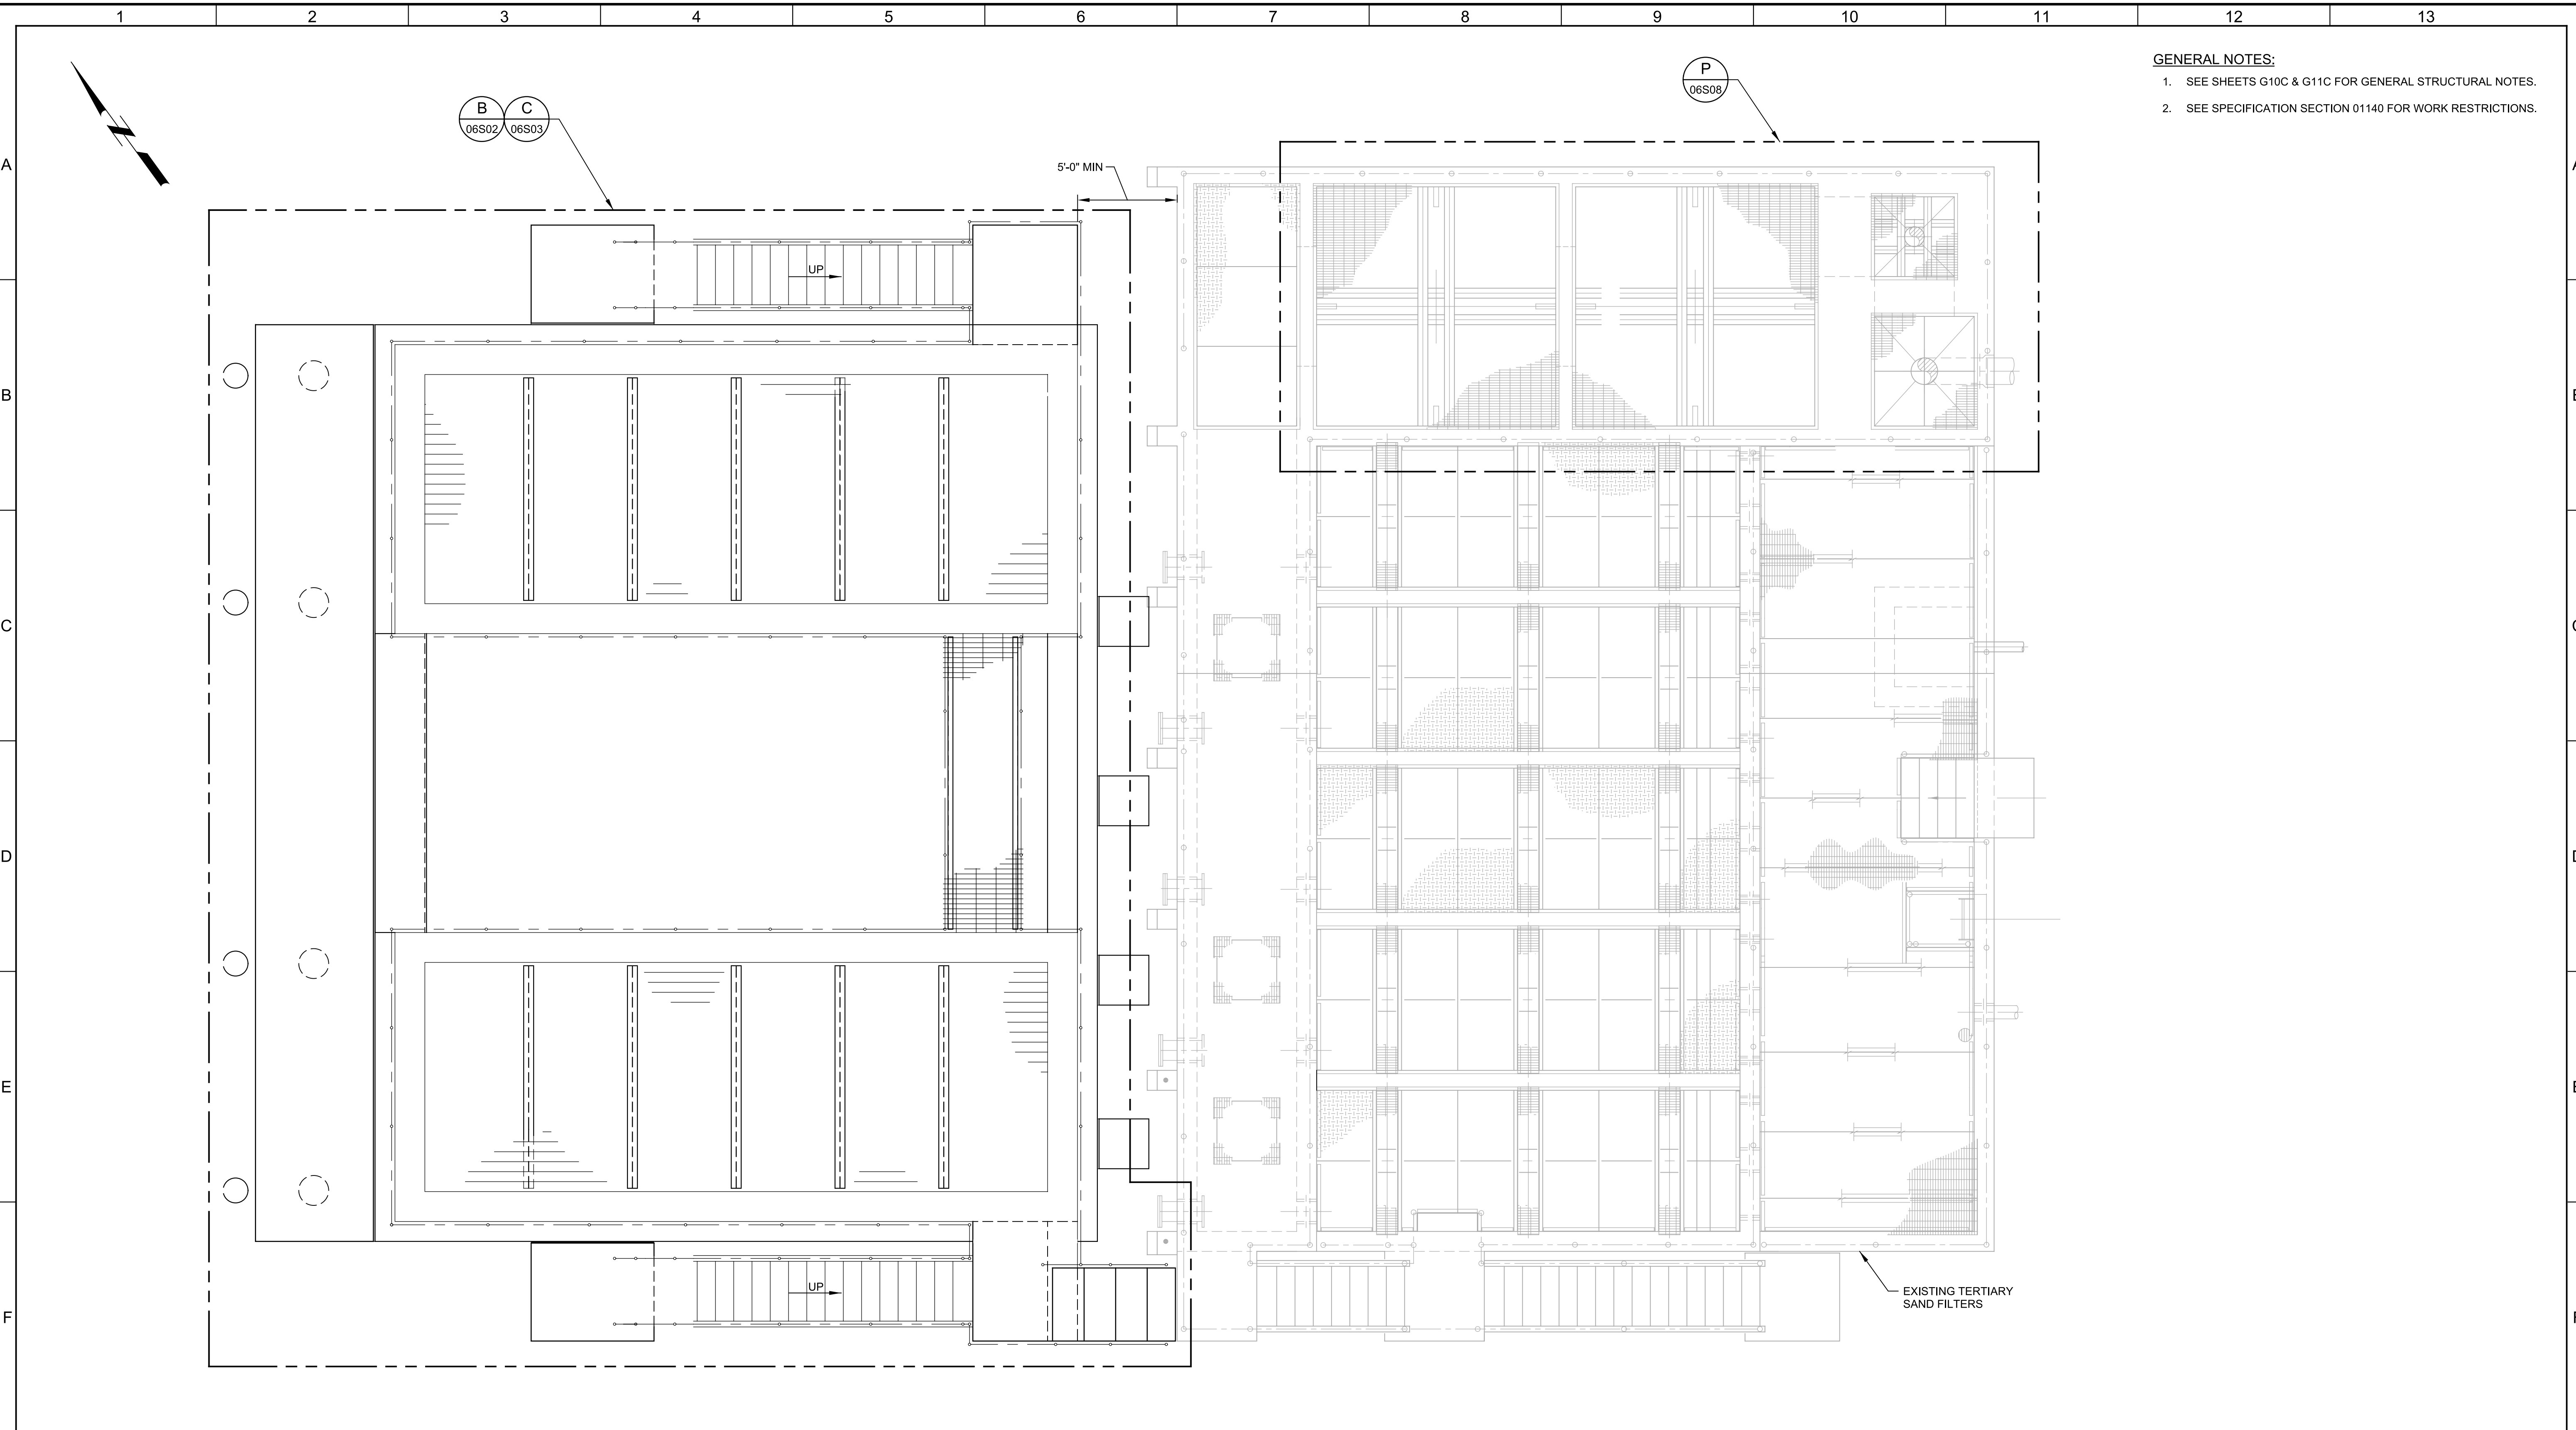 1 2 3 4 5 6 7 8 9 10 11 12 13
GENERAL NOTES:
1. SEE SHEETS G10C & G11C FOR GENERAL STRUCTURAL NOTES.
2. SEE SPECIFICATION SECTION 01140 FOR WORK RESTRICTIONS.
P
06S08
B C
06S02 06S03
A
5'-0" MIN
UP
B
C
D
E
UP
EXISTING TERTIARY
SAND FILTERS
F